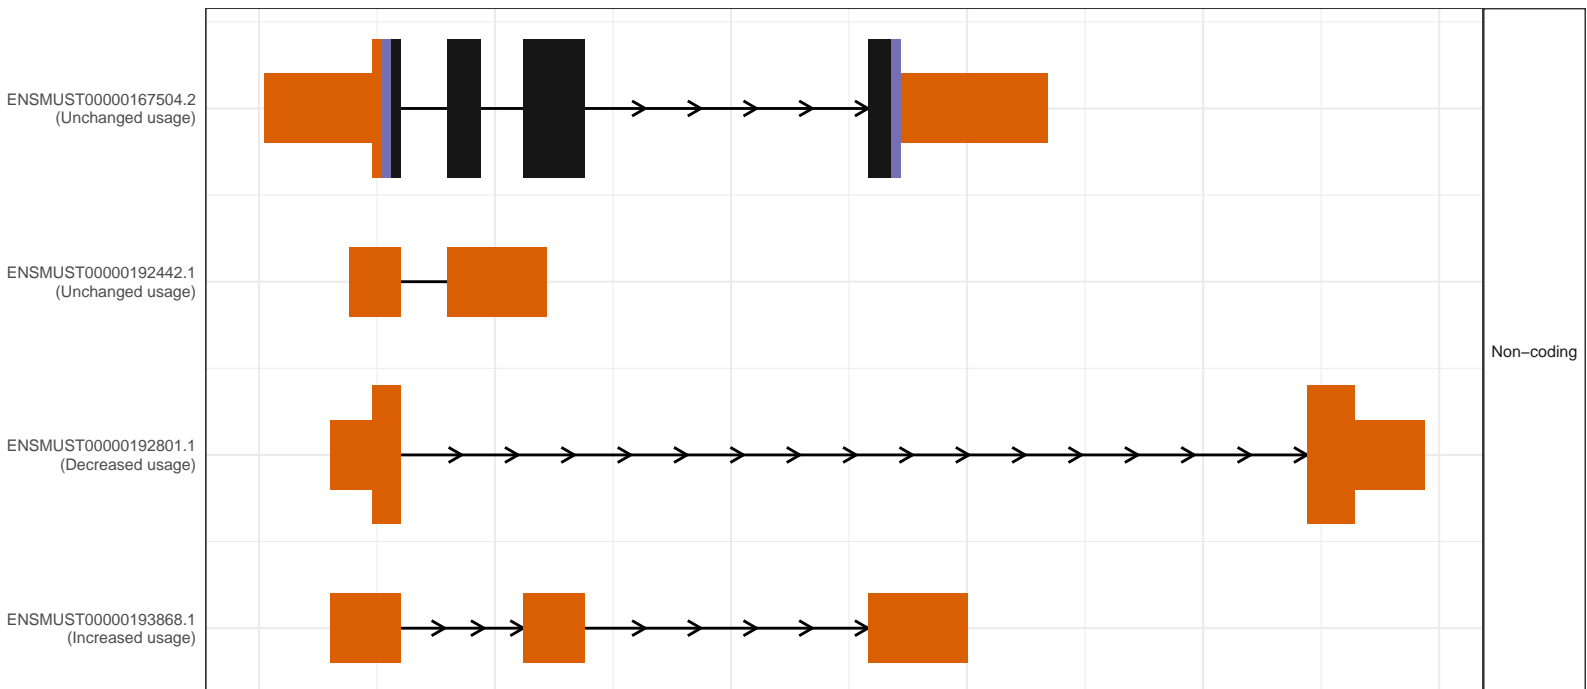 ENSMUST00000167504.2
(Unchanged usage)
ENSMUST00000192442.1
(Unchanged usage)
Non−coding
ENSMUST00000192801.1
(Decreased usage)
ENSMUST00000193868.1
(Increased usage)